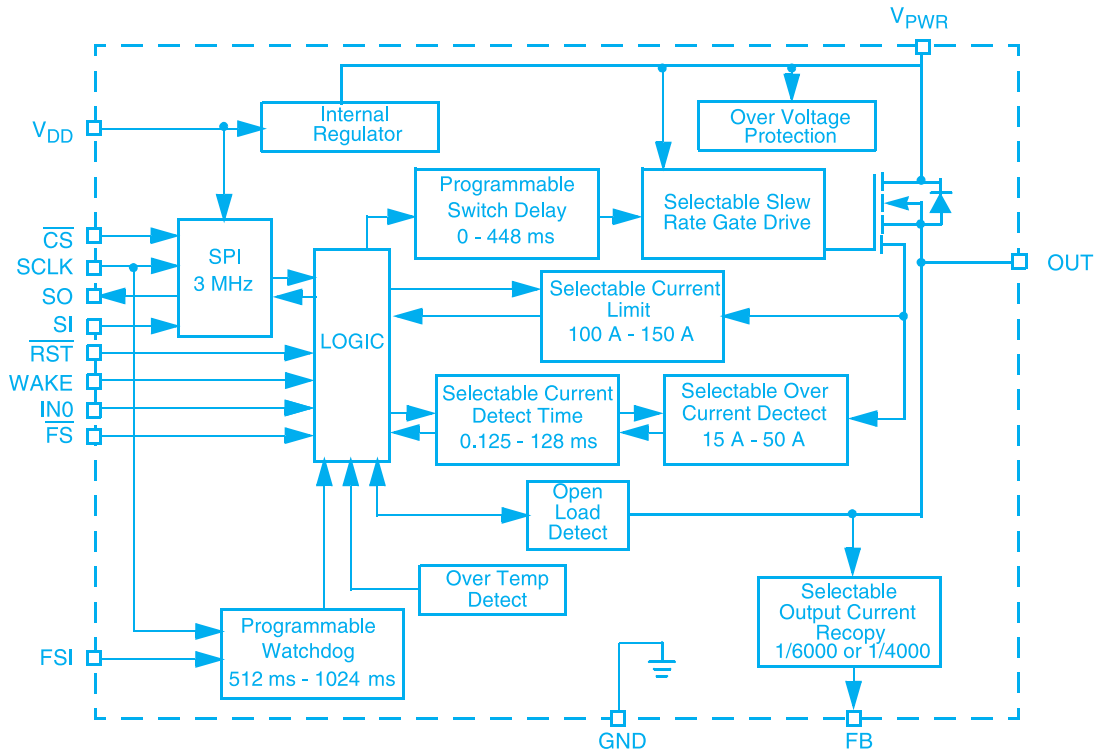 VPWR
VDD
Internal
Regulator
Over Voltage
Protection
Programmable
Switch Delay
0 - 448 ms
Selectable Slew
Rate Gate Drive
CS
SCLK
SO
SI
RST
WAKE
IN0
FS
SPI
3 MHz
LOGIC
OUT
Selectable Current
Limit
100 A - 150 A
Selectable Current
Detect Time
0.125 - 128 ms
Selectable Over
Current Dectect
15 A - 50 A
Open
Load
Detect
Over Temp
Detect
Selectable
Output Current
Recopy
1/6000 or 1/4000
FSI
Programmable
Watchdog
512 ms - 1024 ms
GND
FB